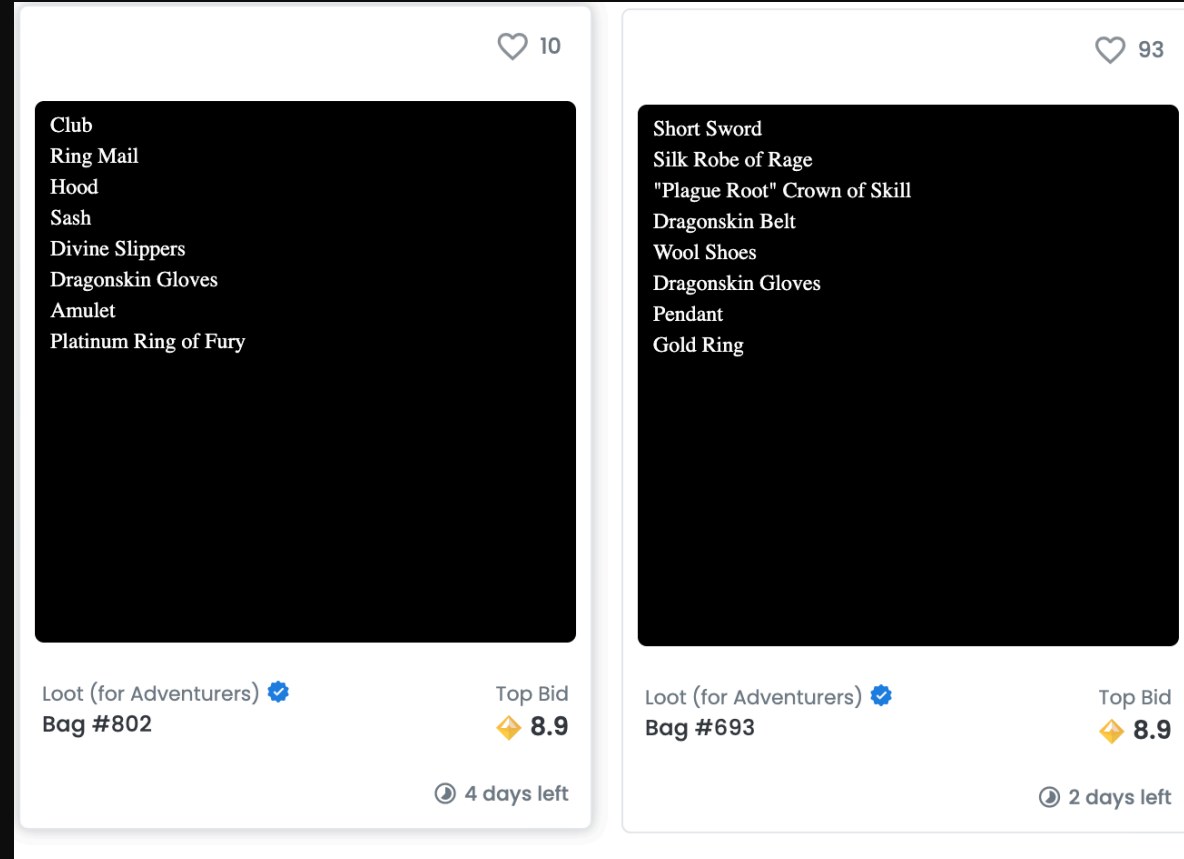 10
Club
Ring Mail
Hood
Sash
Divine Slippers
Dragonskin Gloves
Amulet
Platinum Ring of Fury
Loot (for Adventurers)
Bag #802
Top Bid
8.9
4 days left
93
Short Sword
Silk Robe of Rage
"Plague Root" Crown of Skill
Dragonskin Belt
Wool Shoes
Dragonskin Gloves
Pendant
Gold Ring
Loot (for Adventurers)
Bag #693
Top Bid
8.9
2 days left